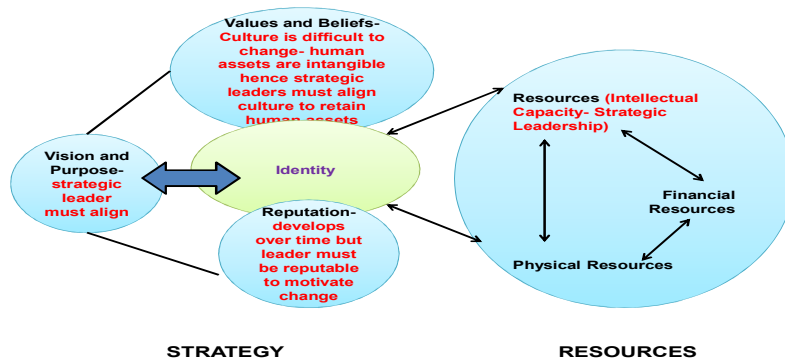 Values and Beliefs-
Culture is difficult to
change- human
assets are intangible
hence strategic
leaders must align
culture to retain
human assets
Vision and
Purpose-
strategic
leader
must align
Identity
Reputation-
develops
over time but
leader must
be reputable
to motivate
change
Resources (Intellectual
Capacity- Strategic
Leadership)
Financial
Resources
Physical Resources
STRATEGY
RESOURCES